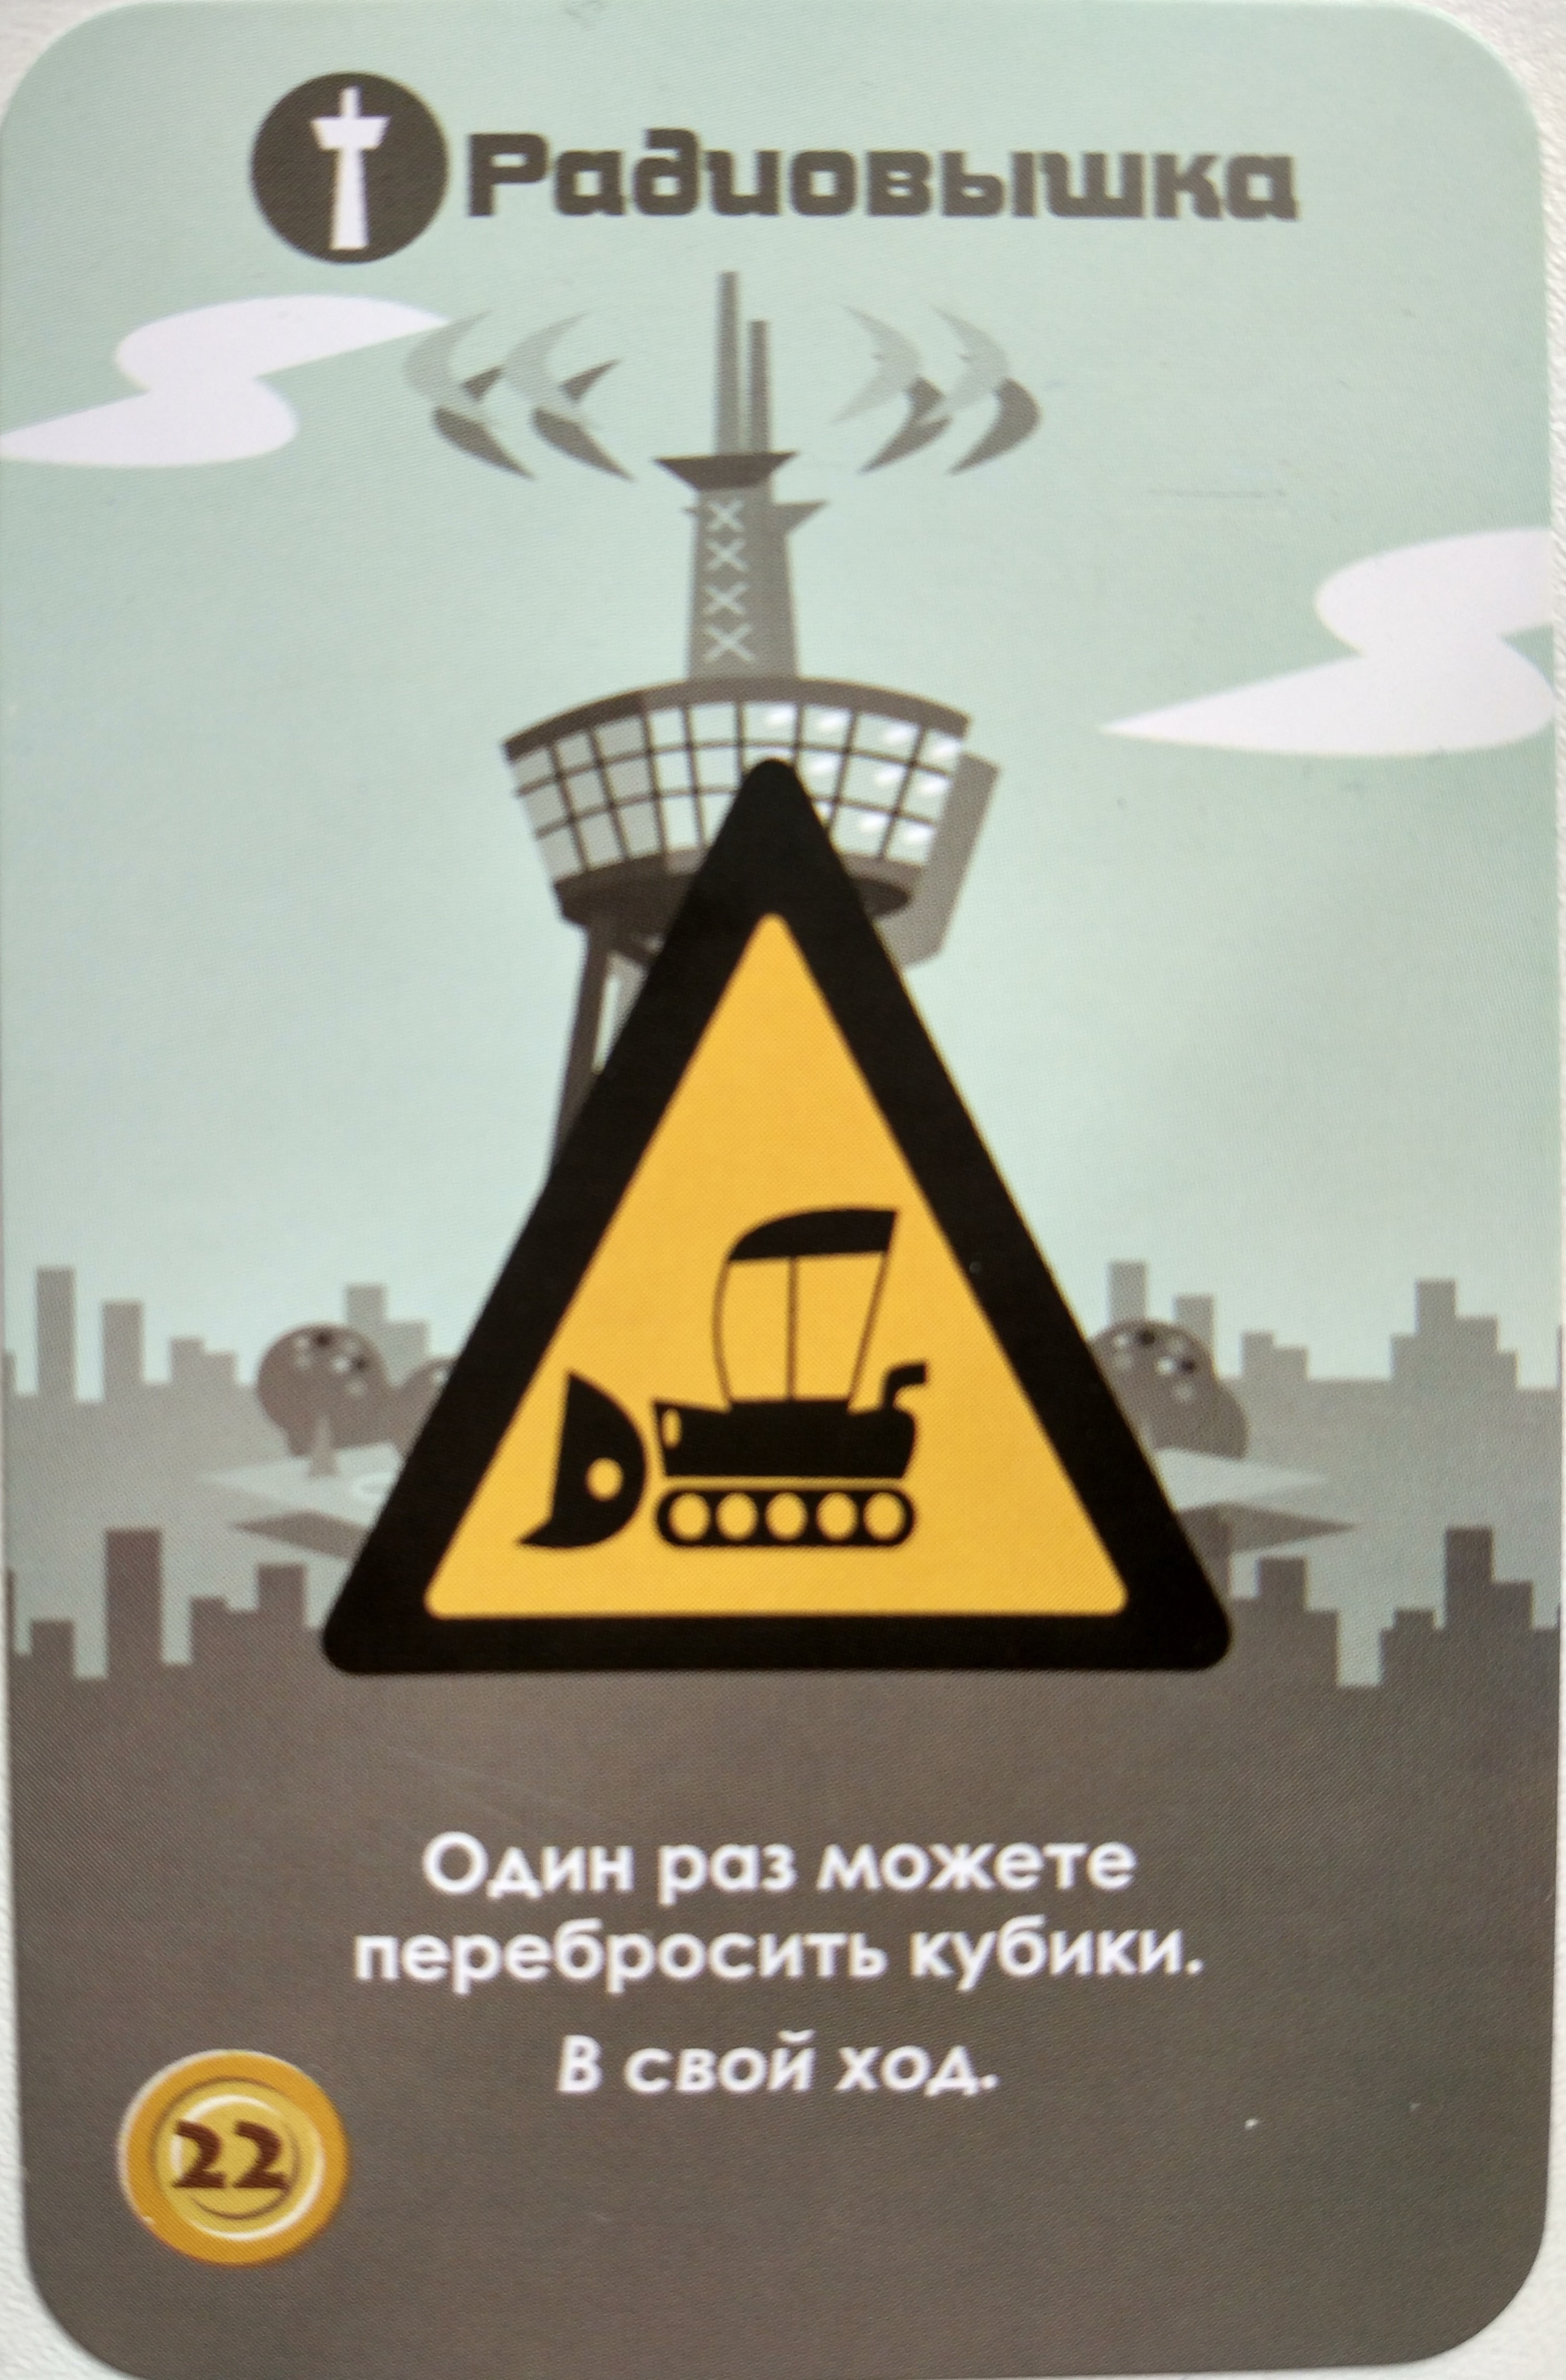 Радиовышка
Один раз можете
перебросить кубики.
В свой ход.
22